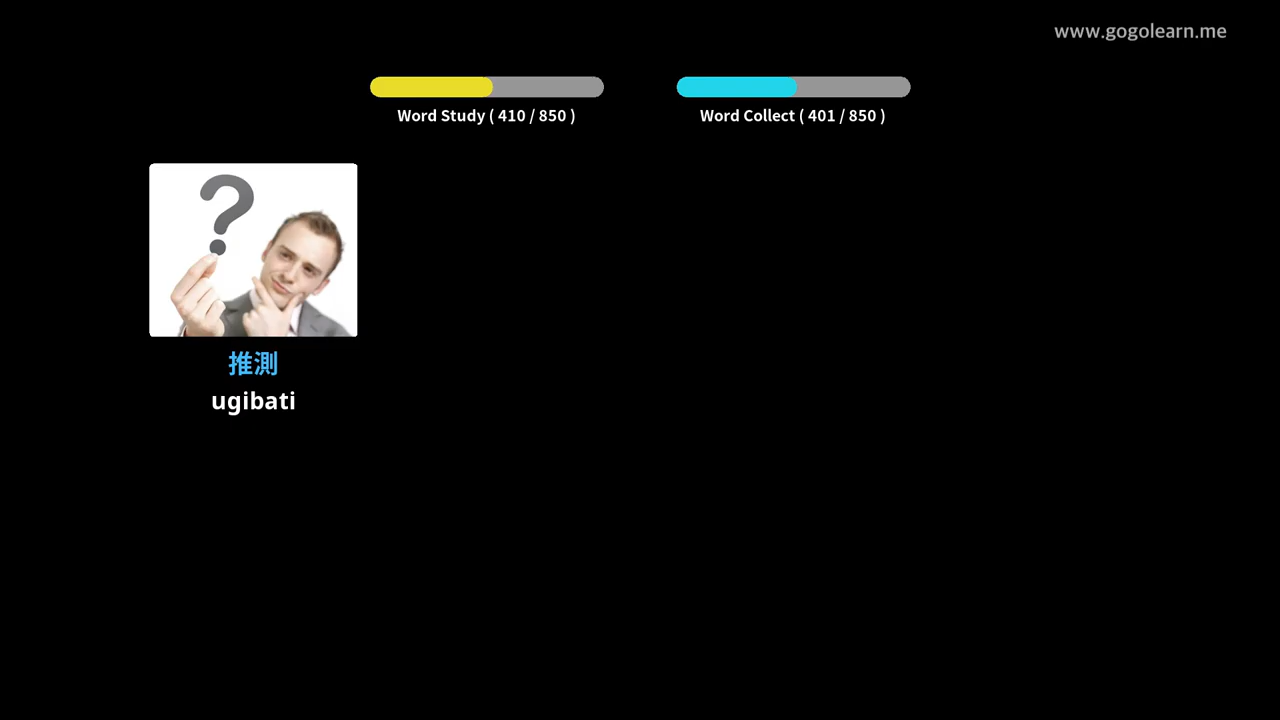 www.gogolearn.me
Word Study ( 410 / 850 )
Word Collect ( 401 / 850 )
?
推測
ugibati